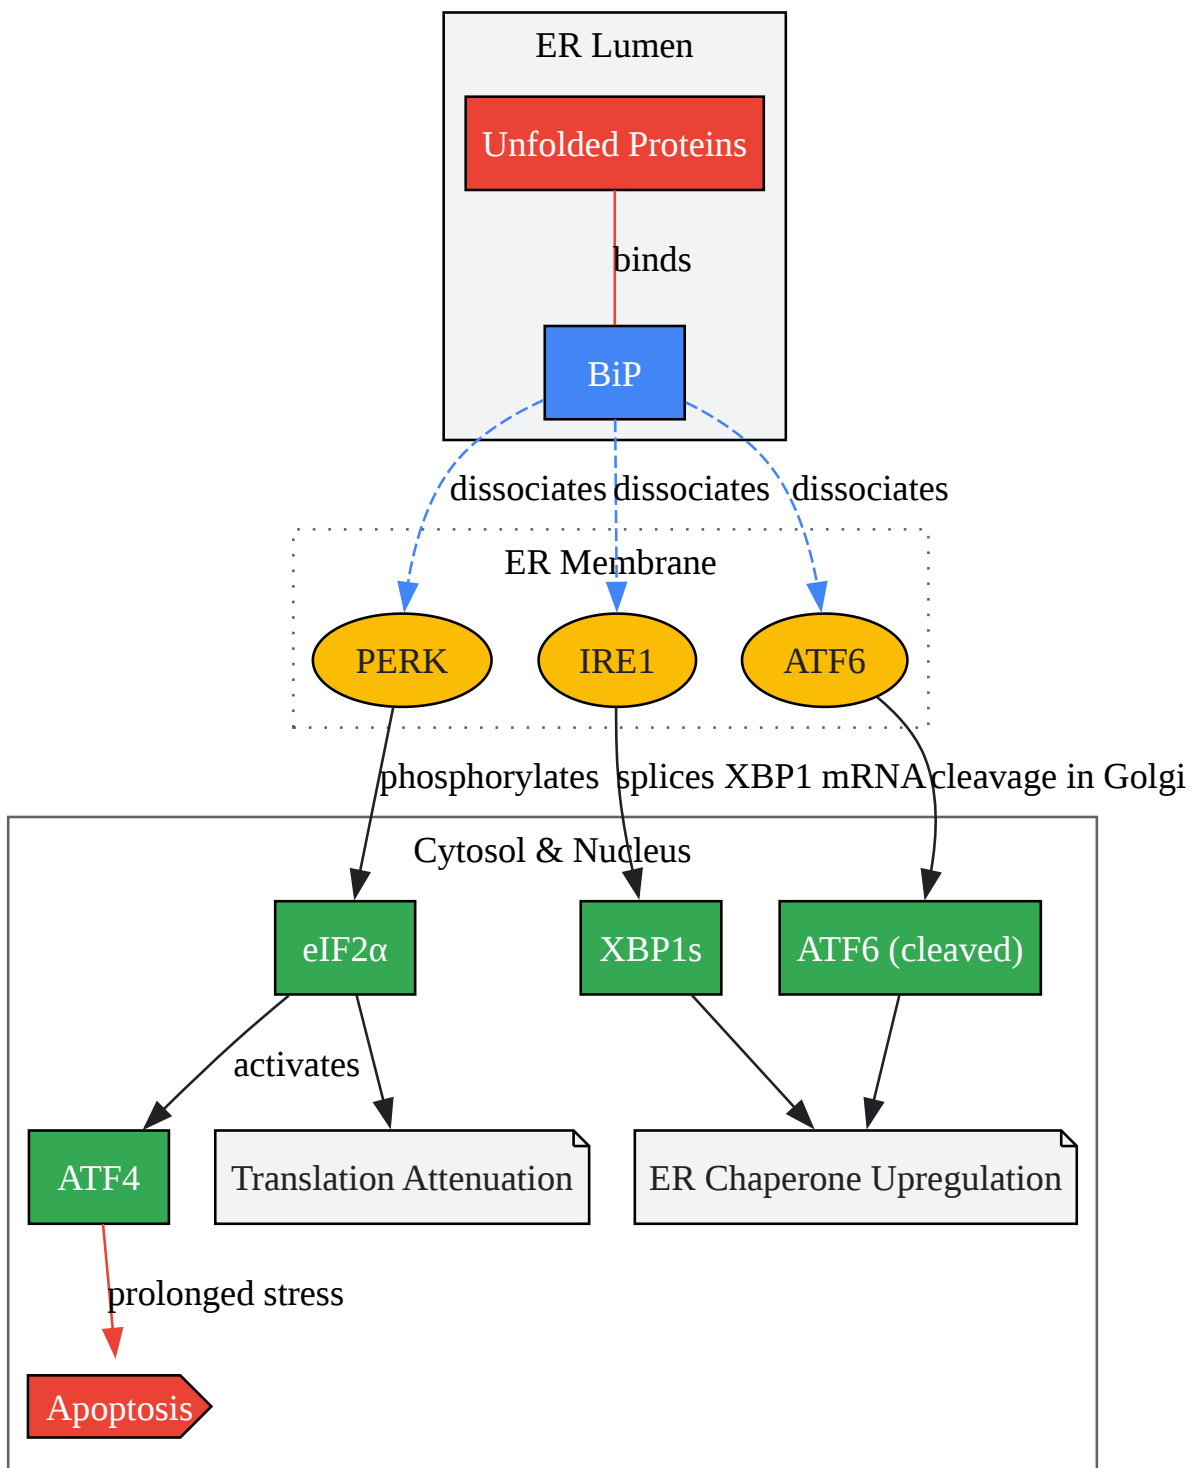 ER Lumen
Unfolded Proteins
binds
BiP
dissociates
dissociates
dissociates
ER Membrane
PERK
IRE1
ATF6
phosphorylates
splices XBP1 mRNA
cleavage in Golgi
Cytosol & Nucleus
eIF2α
XBP1s
ATF6 (cleaved)
activates
ATF4
Translation Attenuation
ER Chaperone Upregulation
prolonged stress
Apoptosis